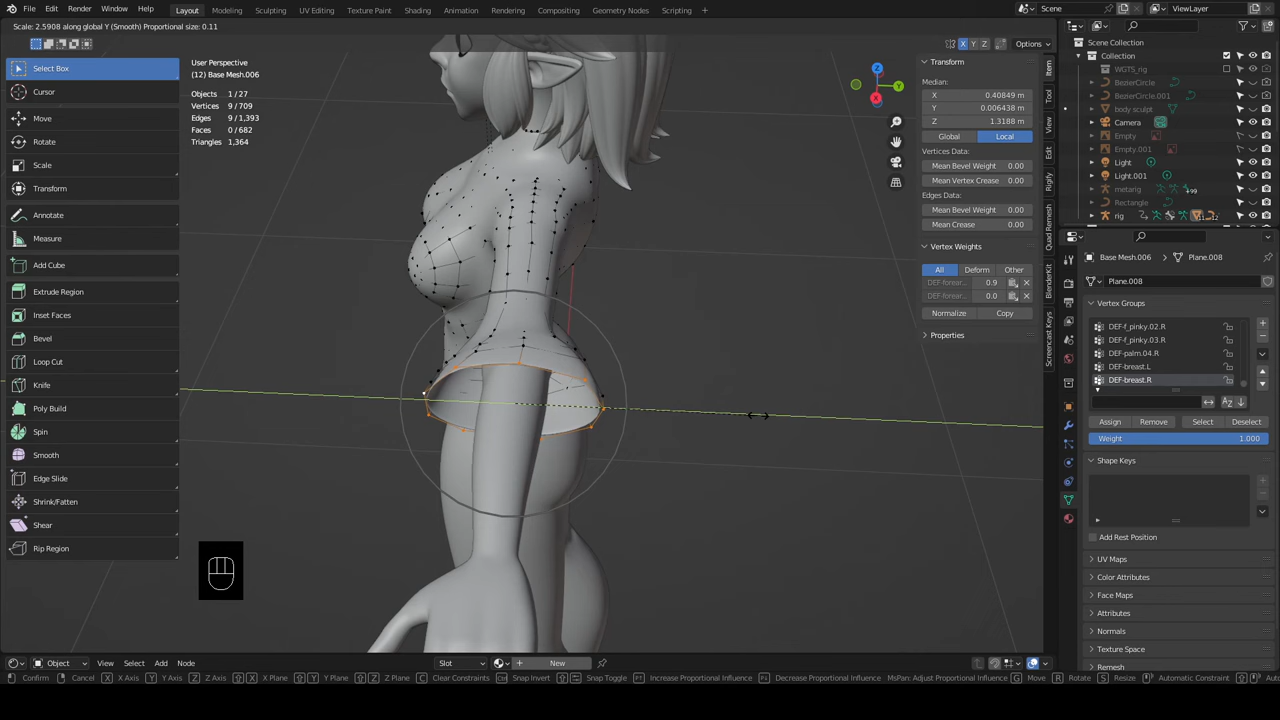 File Edit Render Window Help Layout Modeling Sculpting UV Editing Texture Paint Shading Animation Rendering Compositing Geometry Nodes Scripting + Scene ViewLayer
Scale: 2.5908 along global Y (Smooth) Proportional size: 0.11
X Y Z Options
Select Box
Cursor
Move
Rotate
Scale
Transform
Annotate
Measure
Add Cube
Extrude Region
Inset Faces
Bevel
Loop Cut
Knife
Poly Build
Spin
Smooth
Edge Slide
Shrink/Fatten
Shear
Rip Region
User Perspective
(12) Base Mesh.006
Objects 1/27
Vertices 9/709
Edges 9/1,393
Faces 0/682
Triangles 1,364
Z
Y
X
Transform
Median:
X 0.40849 m
Y 0.006438 m
Z 1.3188 m
Global Local
Vertices Data:
Mean Bevel Weight 0.00
Mean Vertex Crease 0.00
Edges Data:
Mean Bevel Weight 0.00
Mean Crease 0.00
Vertex Weights
All Deform Other
DEF-forear... 0.9
DEF-forear... 0.0
Normalize Copy
Properties
Item
Tool
View
Edit
Rigify
Quad Remesh
BlenderKit
Screencast Keys
Scene Collection
Collection
WGTS_rig
BezierCircle
BezierCircle.001
body sculpt
Camera
Empty
Empty.001
Light
Light.001
metarig
Rectangle
rig
Base Mesh.006 Plane.008
Plane.008
Vertex Groups
DEF-f_pinky.02.R
DEF-f_pinky.03.R
DEF-palm.04.R
DEF-breast.L
DEF-breast.R
Assign Remove Select Deselect
Weight 1.000
Shape Keys
Add Rest Position
UV Maps
Color Attributes
Face Maps
Attributes
Normals
Texture Space
Remesh
Object View Select Add Node Slot New
Confirm Cancel X X Axis Y Y Axis Z Z Axis X X Plane Y Y Plane Z Z Plane C Clear Constraints Snap Invert Snap Toggle Increase Proportional Influence Decrease Proportional Influence MsPan: Adjust Proportional Influence G Move R Rotate S Resize Automatic Constraint